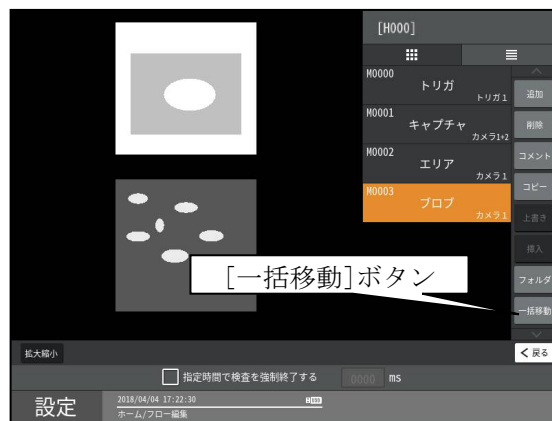 [H000]
M0000
トリガ
トリガ1
M0001
キャプチャ
カメラ1+2
M0002
エリア
カメラ1
M0003
ブロブ
カメラ1
追加
削除
コメント
コピー
上書き
挿入
フォルダ
一括移動
[一括移動]ボタン
拡大縮小
戻る
指定時間で検査を強制終了する
0000 ms
設定
2018/04/04 17:22:30
ホーム/フロー編集